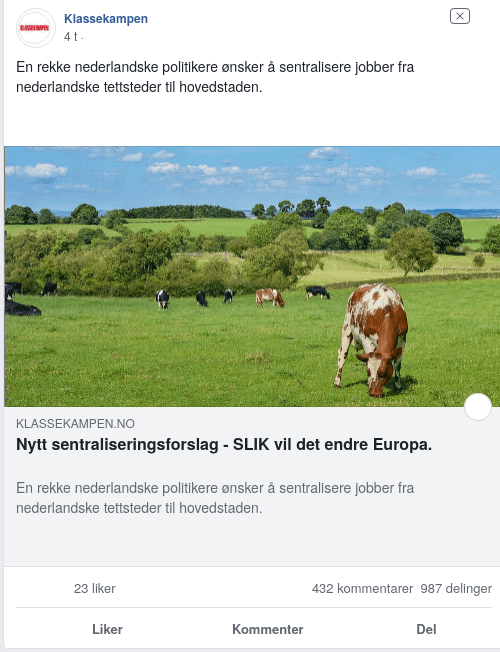 KLASSEKAMPEN
Klassekampen
4 t ·
En rekke nederlandske politikere ønsker å sentralisere jobber fra
nederlandske tettsteder til hovedstaden.
KLASSEKAMPEN.NO
Nytt sentraliseringsforslag - SLIK vil det endre Europa.
En rekke nederlandske politikere ønsker å sentralisere jobber fra
nederlandske tettsteder til hovedstaden.
23 liker
432 kommentarer 987 delinger
Liker Kommenter Del